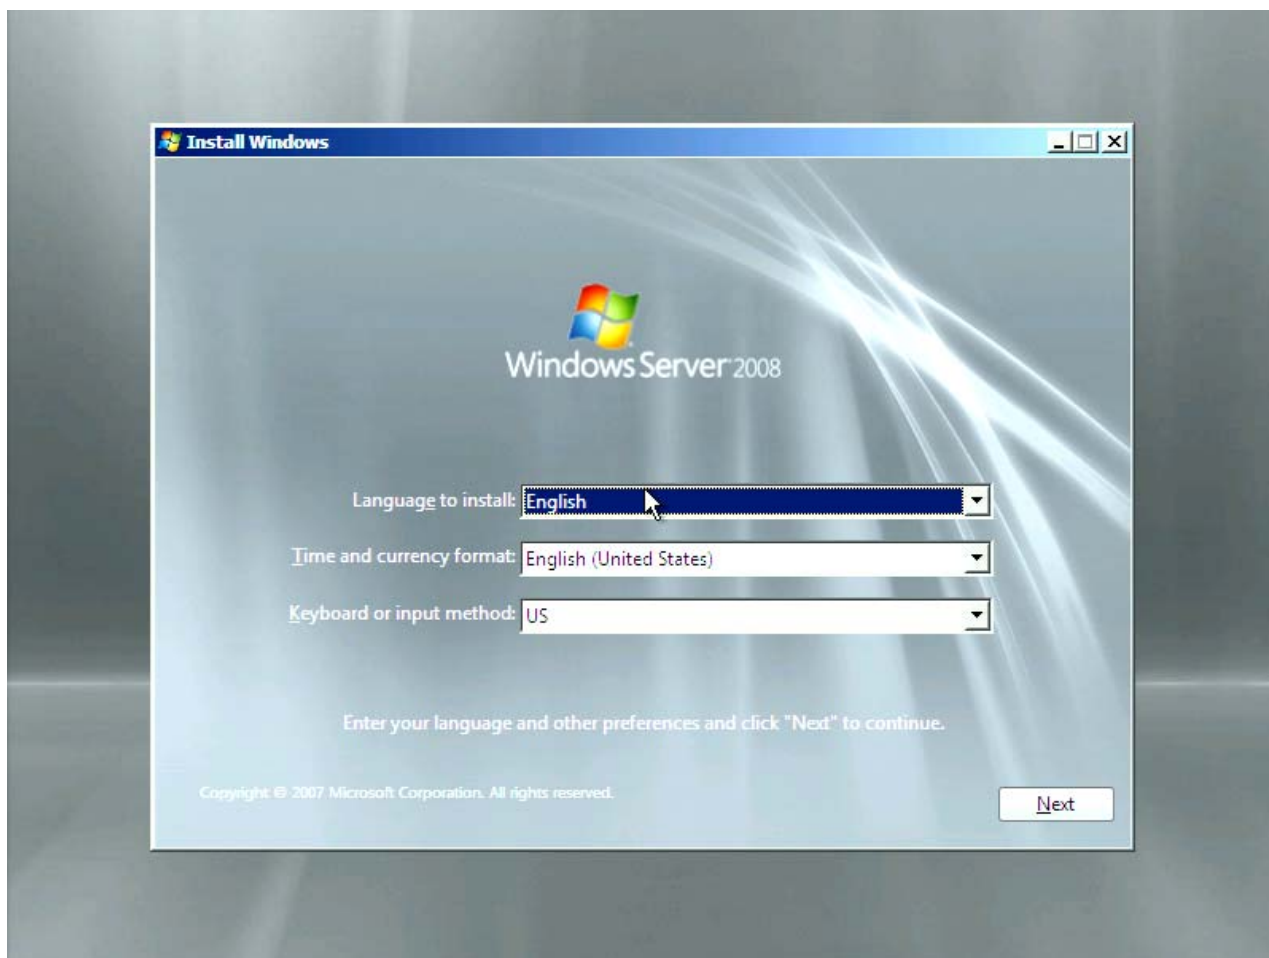 Install Windows
Windows Server 2008
Language to install: English
Time and currency format: English (United States)
Keyboard or input method: US
Enter your language and other preferences and click "Next" to continue.
Copyright © 2007 Microsoft Corporation. All rights reserved.
Next